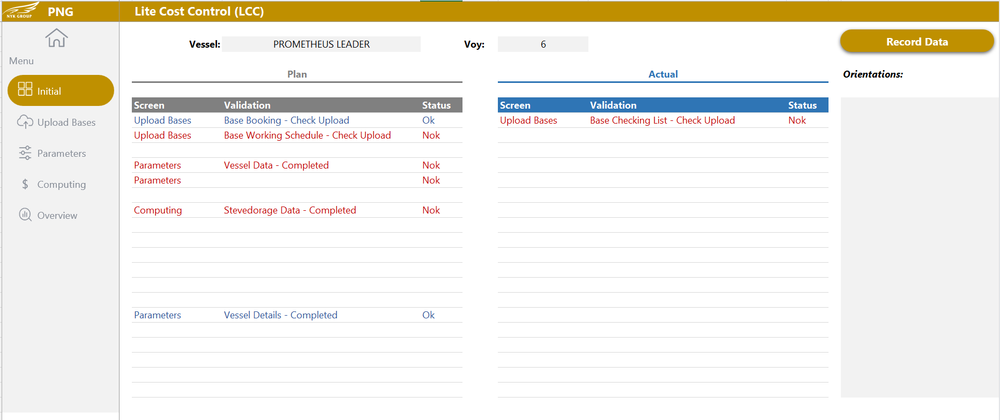 NYK GROUP
PNG
Lite Cost Control (LCC)
Menu
Initial
Upload Bases
Parameters
Computing
Overview
Vessel: PROMETHEUS LEADER Voy: 6
Record Data
Plan
Screen Validation Status
Upload Bases Base Booking - Check Upload Ok
Upload Bases Base Working Schedule - Check Upload Nok
Parameters Vessel Data - Completed Nok
Parameters Nok
Computing Stevedorage Data - Completed Nok
Parameters Vessel Details - Completed Ok
Actual
Screen Validation Status
Upload Bases Base Checking List - Check Upload Nok
Orientations: